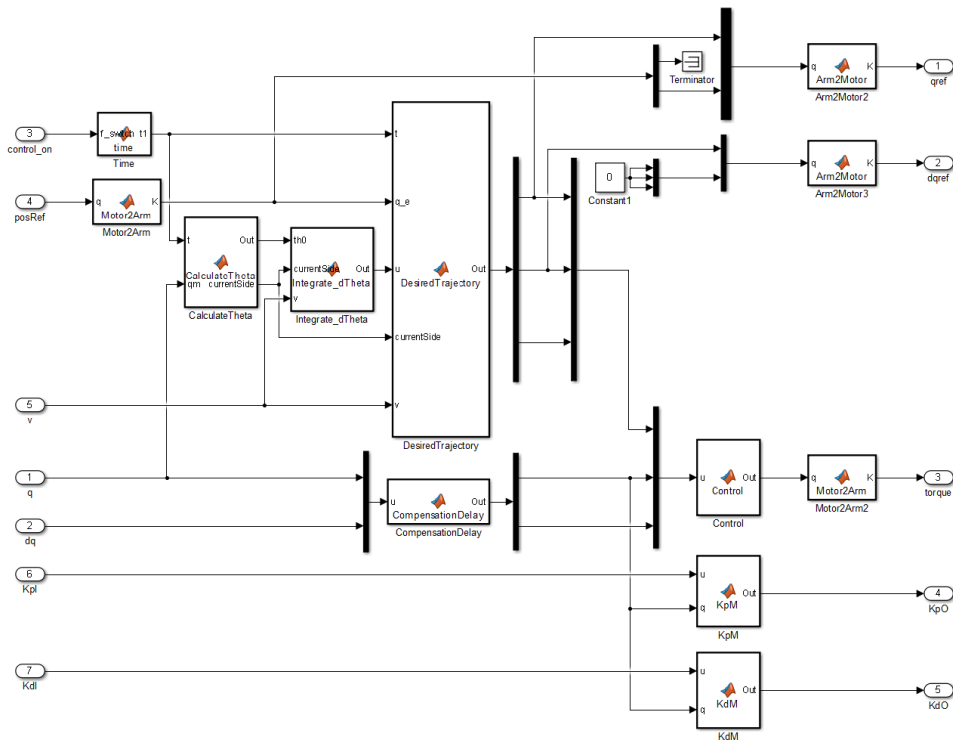 Terminator
q
Arm2Motor
K
Arm2Motor2
1
qref
3
control_on
f_switch t1
time
Time
t
0
Constant1
q
Arm2Motor
K
Arm2Motor3
2
dqref
4
posRef
q
Motor2Arm
K
Motor2Arm
q_e
t
Out
CalculateTheta
qm
currentSide
CalculateTheta
th0
currentSide
Out
Integrate_dTheta
v
Integrate_dTheta
u
DesiredTrajectory
Out
currentSide
v
DesiredTrajectory
5
v
1
q
2
dq
u
Out
CompensationDelay
CompensationDelay
u
Out
Control
Control
q
Motor2Arm
K
Motor2Arm2
3
torque
6
KpI
u
Out
KpM
q
KpM
4
KpO
7
KdI
u
Out
KdM
q
KdM
5
KdO